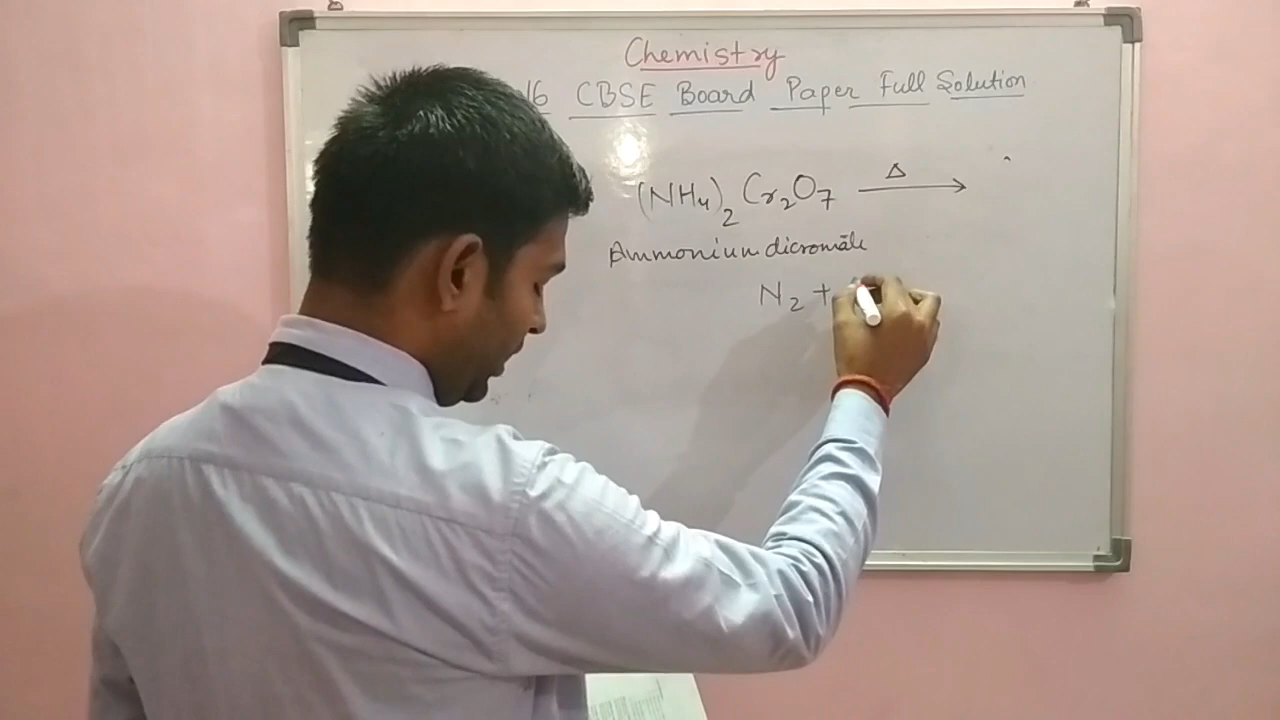 Chemistry
16 CBSE Board Paper Full Solution
(NH4)2 Cr2O7 Δ→
Ammonium dicromate
N2 +